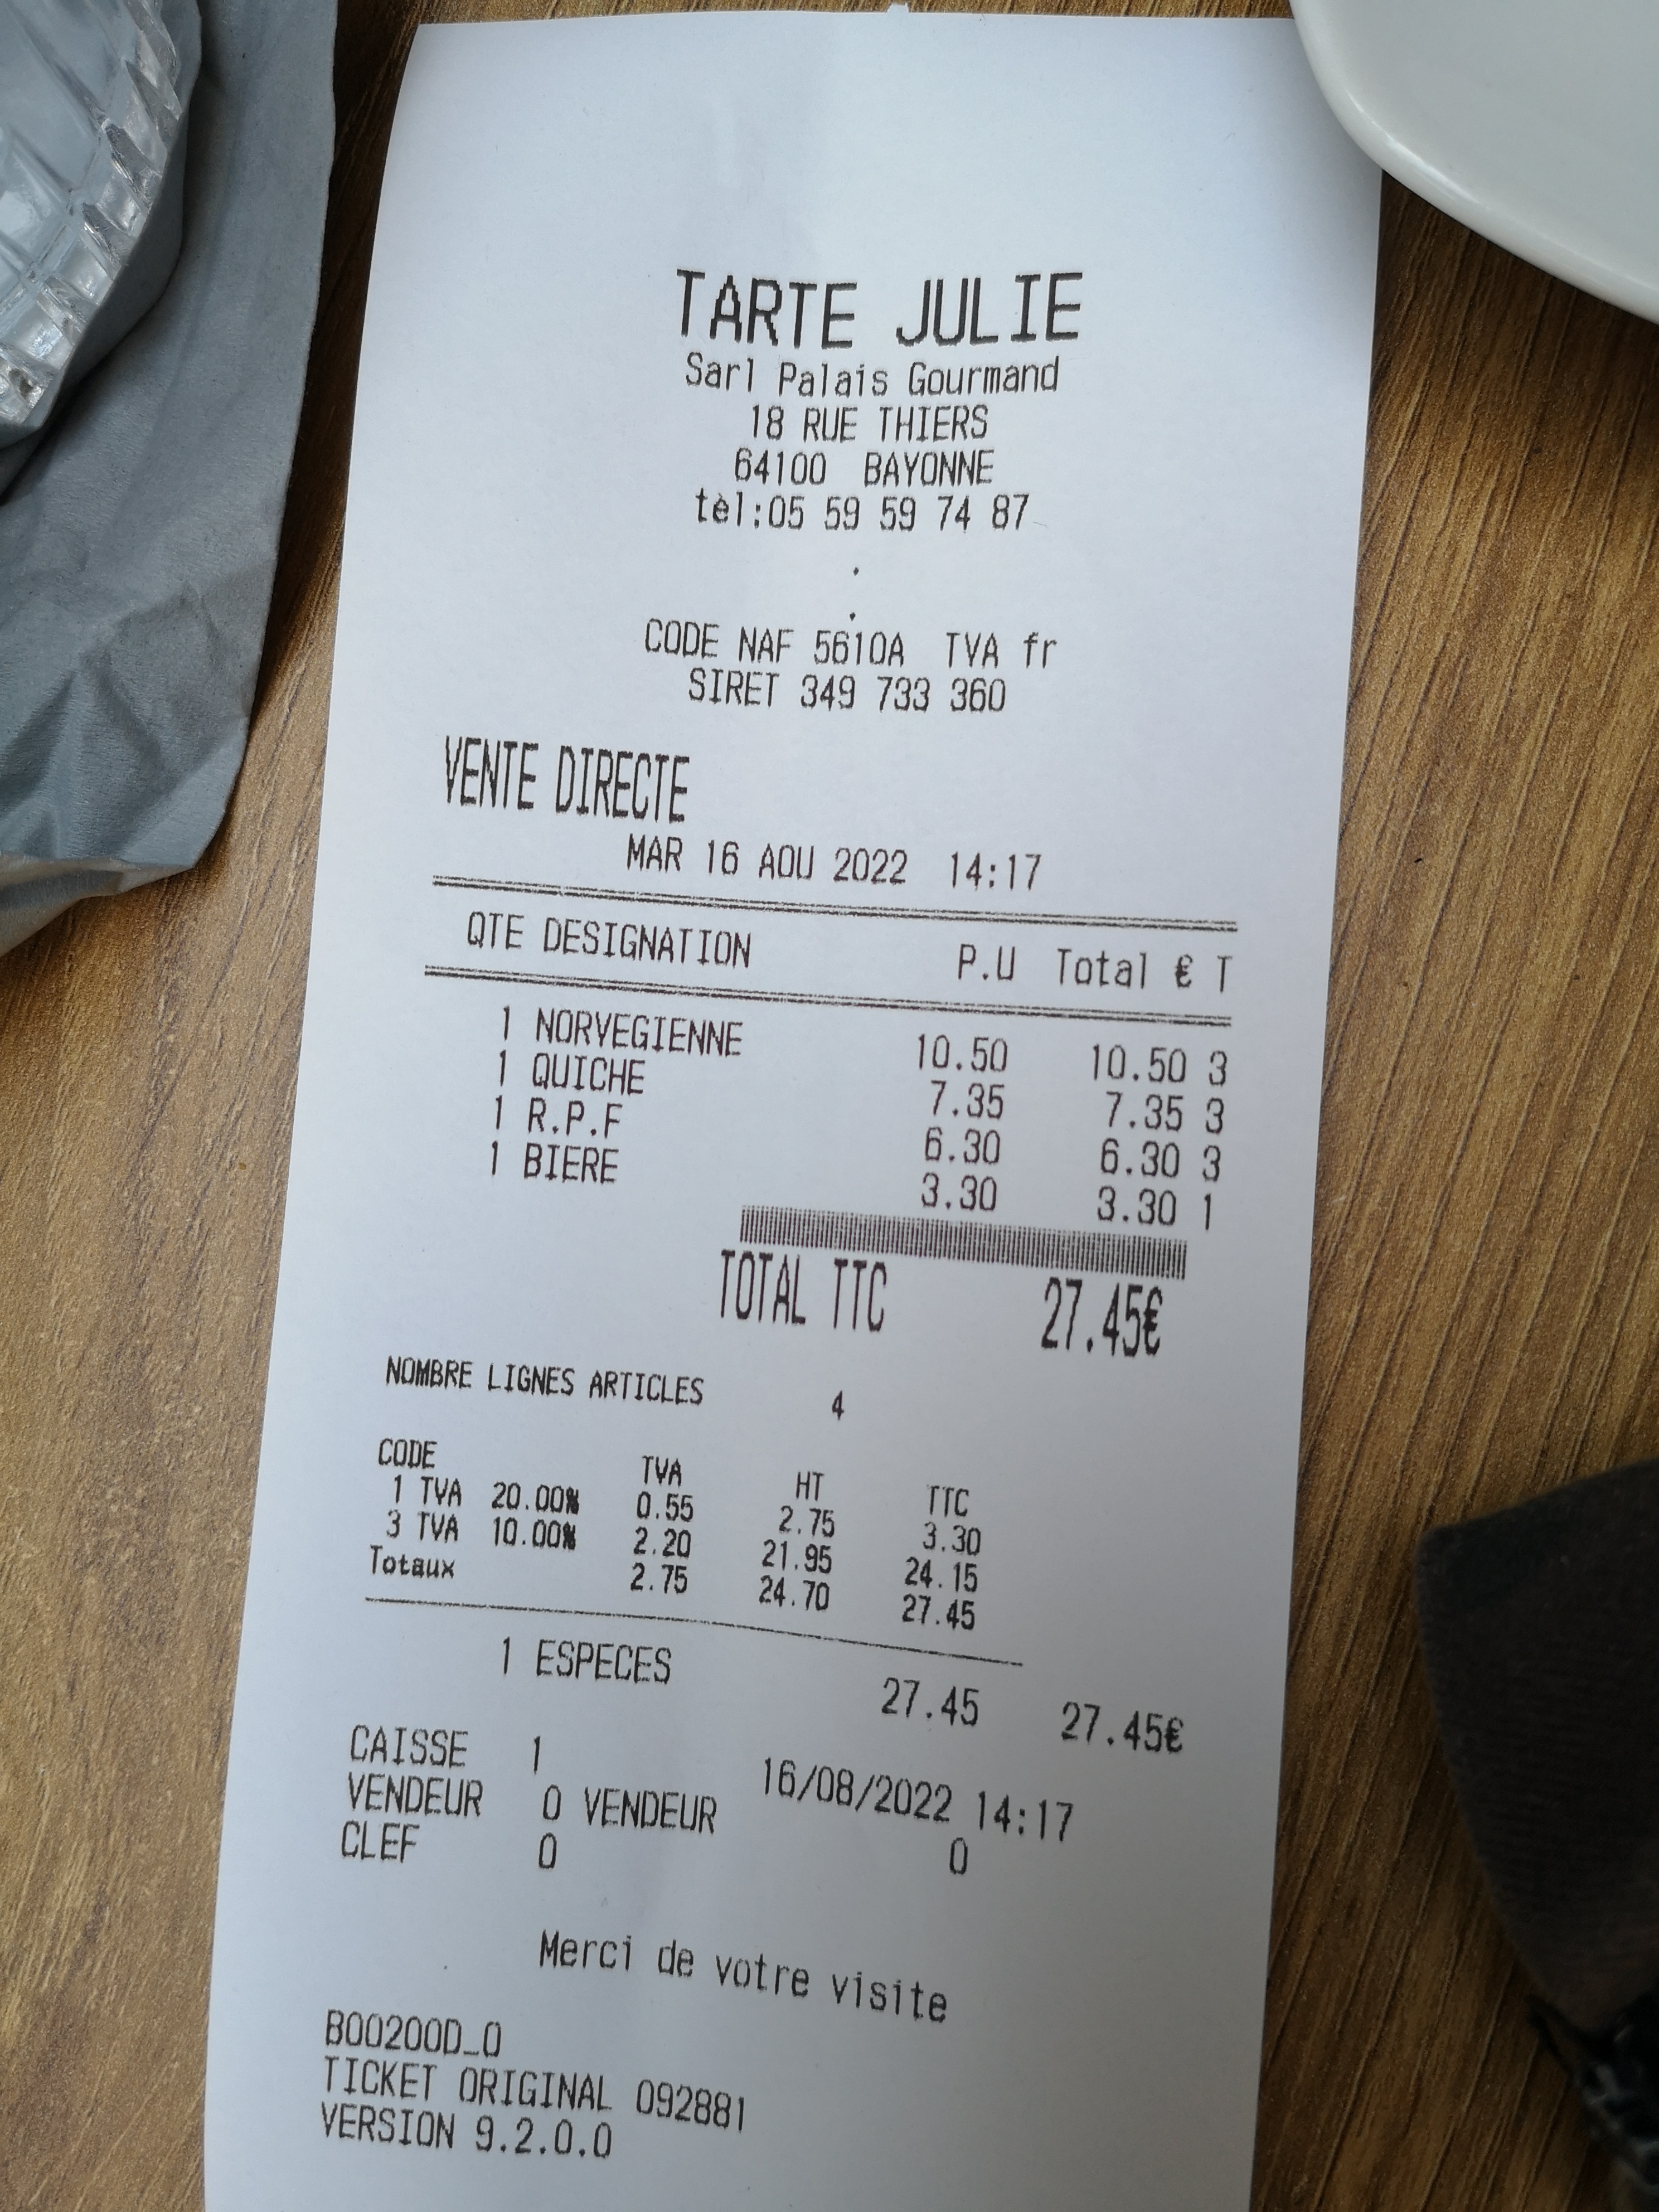 TARTE JULIE
Sarl Palais Gourmand
18 RUE THIERS
64100 BAYONNE
tèl:05 59 59 74 87
.
.
CODE NAF 5610A TVA fr
SIRET 349 733 360
VENTE DIRECTE
MAR 16 AOU 2022 14:17
QTE DESIGNATION P.U Total € T
1 NORVEGIENNE 10.50 10.50 3
1 QUICHE 7.35 7.35 3
1 R.P.F 6.30 6.30 3
1 BIERE 3.30 3.30 1
TOTAL TTC 27.45€
NOMBRE LIGNES ARTICLES 4
CODE TVA HT TTC
1 TVA 20.00% 0.55 2.75 3.30
3 TVA 10.00% 2.20 21.95 24.15
Totaux 2.75 24.70 27.45
1 ESPECES 27.45 27.45€
CAISSE 1 16/08/2022 14:17
VENDEUR 0 VENDEUR 0
CLEF 0
Merci de votre visite
B00200D_0
TICKET ORIGINAL 092881
VERSION 9.2.0.0